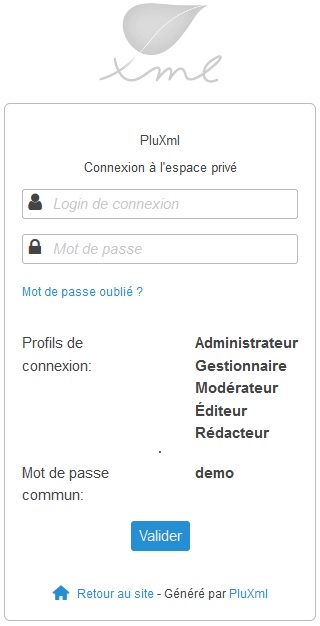 xml
PluXml
Connexion à l'espace privé
Login de connexion
Mot de passe
Mot de passe oublié ?
Profils de connexion:
Administrateur
Gestionnaire
Modérateur
Éditeur
Rédacteur
.
Mot de passe commun:
demo
Valider
Retour au site - Généré par PluXml